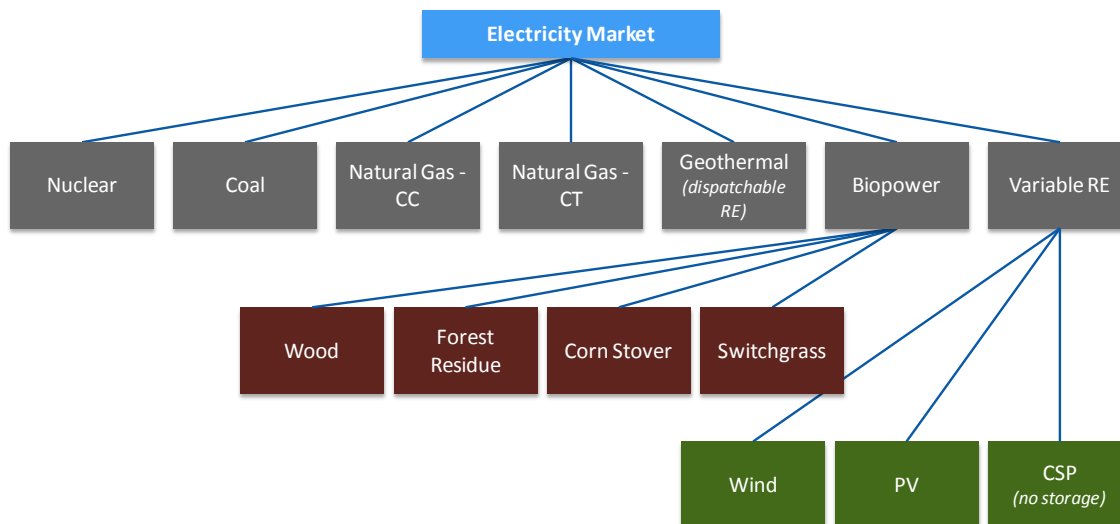 Electricity Market
Nuclear
Coal
Natural Gas -
CC
Natural Gas -
CT
Geothermal
(dispatchable
RE)
Biopower
Variable RE
Wood
Forest
Residue
Corn Stover
Switchgrass
Wind
PV
CSP
(no storage)